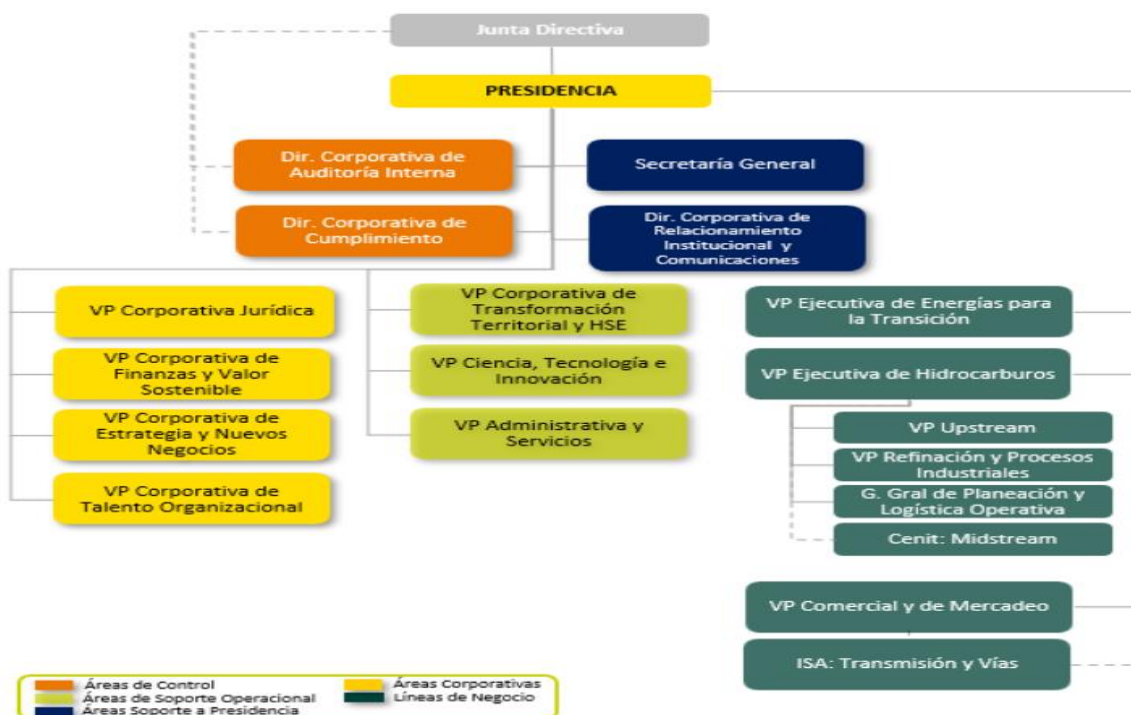 Junta Directiva
PRESIDENCIA
Dir. Corporativa de
Auditoría Interna
Secretaría General
Dir. Corporativa de
Cumplimiento
Dir. Corporativa de
Relacionamiento
Institucional y
Comunicaciones
VP Corporativa Jurídica
VP Corporativa de
Finanzas y Valor
Sostenible
VP Corporativa de
Estrategia y Nuevos
Negocios
VP Corporativa de
Talento Organizacional
VP Corporativa de
Transformación
Territorial y HSE
VP Ciencia, Tecnología e
Innovación
VP Administrativa y
Servicios
VP Ejecutiva de Energías para
la Transición
VP Ejecutiva de Hidrocarburos
VP Upstream
VP Refinación y Procesos
Industriales
G. Gral de Planeación y
Logística Operativa
Cenit: Midstream
VP Comercial y de Mercadeo
ISA: Transmisión y Vías
Áreas de Control
Áreas de Soporte Operacional
Áreas Soporte a Presidencia
Áreas Corporativas
Líneas de Negocio